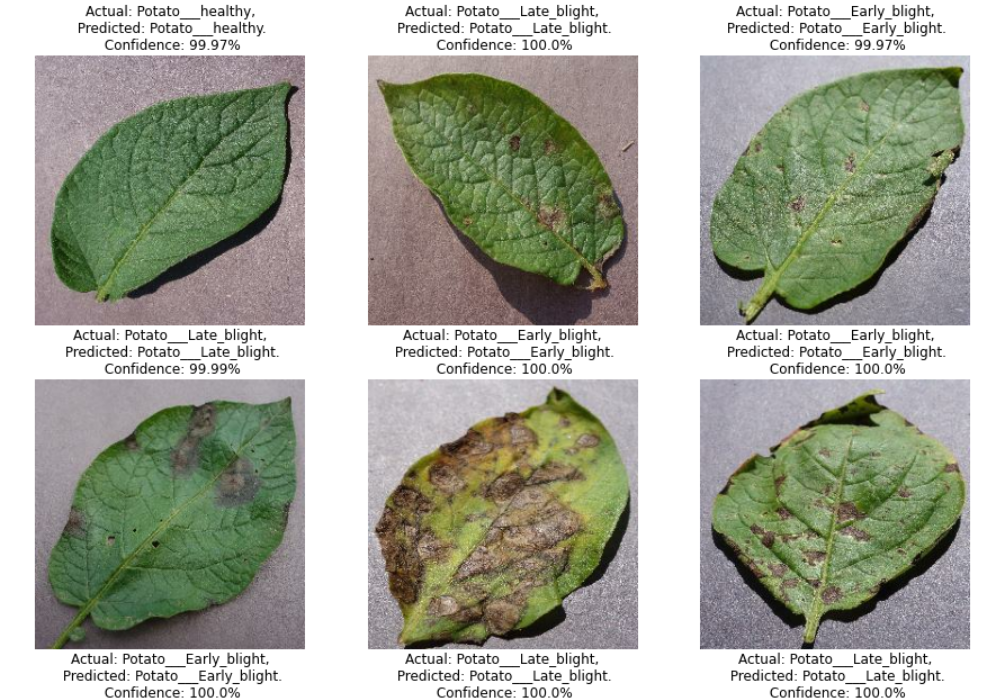 Actual: Potato___healthy,
Predicted: Potato___healthy.
Confidence: 99.97%
Actual: Potato___Late_blight,
Predicted: Potato___Late_blight.
Confidence: 100.0%
Actual: Potato___Early_blight,
Predicted: Potato___Early_blight.
Confidence: 99.97%
Actual: Potato___Late_blight,
Predicted: Potato___Late_blight.
Confidence: 99.99%
Actual: Potato___Early_blight,
Predicted: Potato___Early_blight.
Confidence: 100.0%
Actual: Potato___Early_blight,
Predicted: Potato___Early_blight.
Confidence: 100.0%
Actual: Potato___Early_blight,
Predicted: Potato___Early_blight.
Confidence: 100.0%
Actual: Potato___Late_blight,
Predicted: Potato___Late_blight.
Confidence: 100.0%
Actual: Potato___Late_blight,
Predicted: Potato___Late_blight.
Confidence: 100.0%